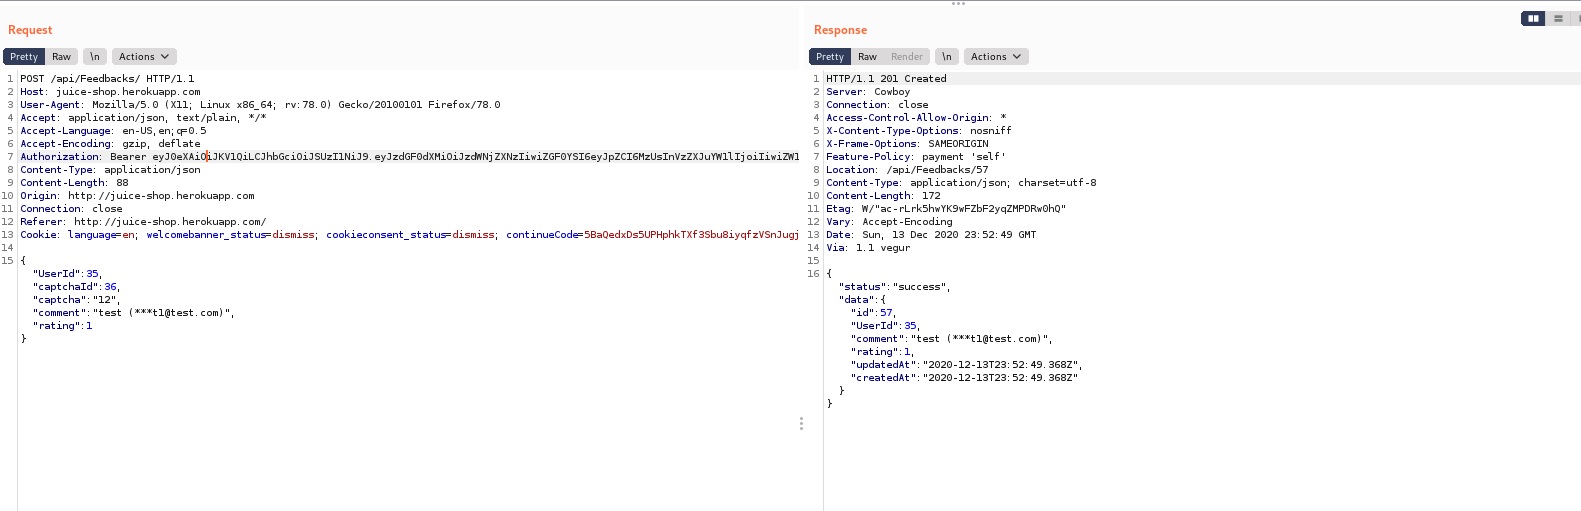 Request
Pretty Raw \n Actions
1 POST /api/Feedbacks/ HTTP/1.1
2 Host: juice-shop.herokuapp.com
3 User-Agent: Mozilla/5.0 (X11; Linux x86_64; rv:78.0) Gecko/20100101 Firefox/78.0
4 Accept: application/json, text/plain, */*
5 Accept-Language: en-US,en;q=0.5
6 Accept-Encoding: gzip, deflate
7 Authorization: Bearer eyJ0eXAiOiJKV1QiLCJhbGciOiJSUzI1NiJ9.eyJzdGF0dXMiOiJzdWNjZXNzIiwiZGF0YSI6eyJpZCI6MzUsInVzZXJuYW1lIjoiIiwiZW1
8 Content-Type: application/json
9 Content-Length: 88
10 Origin: http://juice-shop.herokuapp.com
11 Connection: close
12 Referer: http://juice-shop.herokuapp.com/
13 Cookie: language=en; welcomebanner_status=dismiss; cookieconsent_status=dismiss; continueCode=5BaQedxDs5UPHphkTXf3Sbu8iyqfzVSnJugj
14
15 {
"UserId":35,
"captchaId":36,
"captcha":"12",
"comment":"test (***t1@test.com)",
"rating":1
}
Response
Pretty Raw Render \n Actions
1 HTTP/1.1 201 Created
2 Server: Cowboy
3 Connection: close
4 Access-Control-Allow-Origin: *
5 X-Content-Type-Options: nosniff
6 X-Frame-Options: SAMEORIGIN
7 Feature-Policy: payment 'self'
8 Location: /api/Feedbacks/57
9 Content-Type: application/json; charset=utf-8
10 Content-Length: 172
11 Etag: W/"ac-rLrk5hwYK9wFZbF2yqZMPDRw0hQ"
12 Vary: Accept-Encoding
13 Date: Sun, 13 Dec 2020 23:52:49 GMT
14 Via: 1.1 vegur
15
16 {
"status":"success",
"data":{
"id":57,
"UserId":35,
"comment":"test (***t1@test.com)",
"rating":1,
"updatedAt":"2020-12-13T23:52:49.368Z",
"createdAt":"2020-12-13T23:52:49.368Z"
}
}